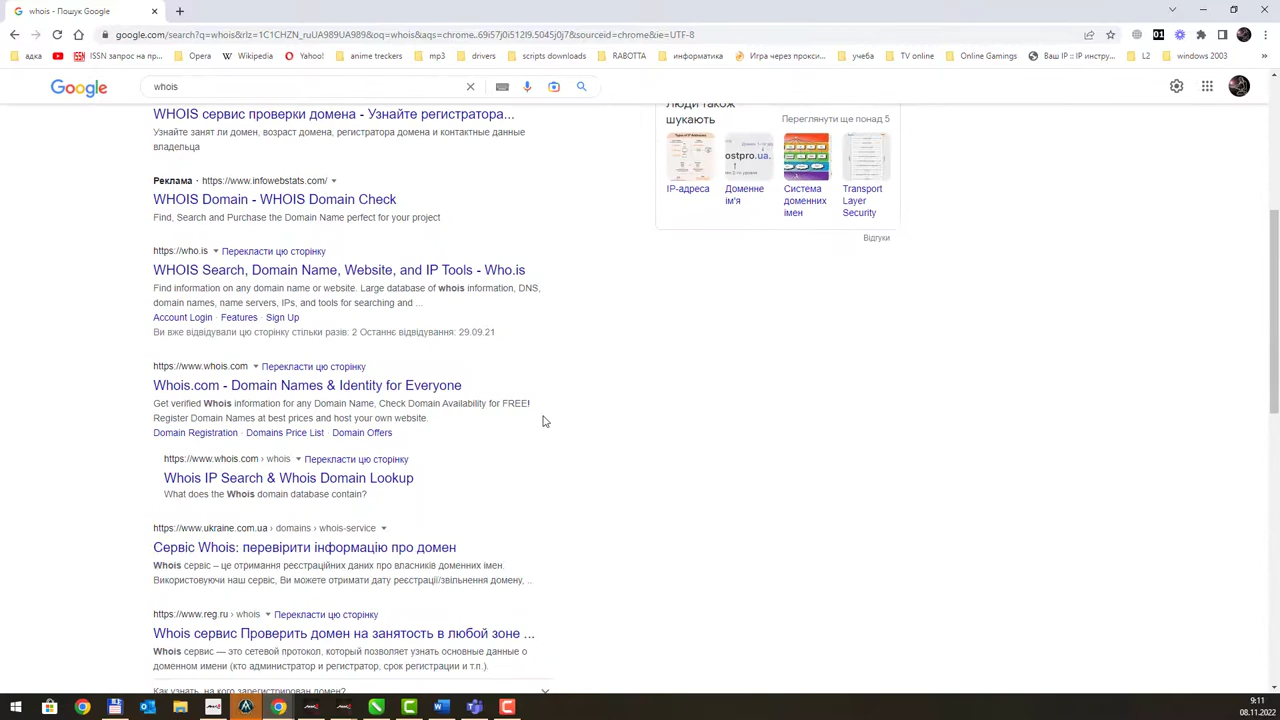 whois - Пошук Google
google.com/search?q=whois&rlz=1C1CHZN_ruUA989UA989&oq=whois&aqs=chrome..69i57j0i512l9.5045j0j7&sourceid=chrome&ie=UTF-8
адка
ISSN запрос на пр...
Opera
Wikipedia
Yahoo!
anime treckers
mp3
scripts downloads
RABOTTA
информатика
Игра через прокси...
учеба
TV online
Online Gamings
Ваш IP :: IP инстру...
L2
windows 2003
»
Google
whois
WHOIS сервис проверки домена - Узнайте регистратора...
Узнайте занят ли домен, возраст домена, регистратора домена и контактные данные
владельца
Реклама · https://www.infowebstats.com/
WHOIS Domain - WHOIS Domain Check
Find, Search and Purchase the Domain Name perfect for your project
https://who.is Перекласти цю сторінку
WHOIS Search, Domain Name, Website, and IP Tools - Who.is
Find information on any domain name or website. Large database of whois information, DNS,
domain names, name servers, IPs, and tools for searching and ...
Account Login · Features · Sign Up
Ви вже відвідували цю сторінку стільки разів: 2 Останнє відвідування: 29.09.21
https://www.whois.com Перекласти цю сторінку
Whois.com - Domain Names & Identity for Everyone
Get verified Whois information for any Domain Name, Check Domain Availability for FREE!
Register Domain Names at best prices and host your own website.
Domain Registration · Domains Price List · Domain Offers
https://www.whois.com › whois Перекласти цю сторінку
Whois IP Search & Whois Domain Lookup
What does the Whois domain database contain?
https://www.ukraine.com.ua › domains › whois-service
Сервіс Whois: перевірити інформацію про домен
Whois сервіс – це отримання реєстраційних даних про власників доменних імен.
Використовуючи наш сервіс, Ви можете отримати дату реєстрації/звільнення домену, ..
https://www.reg.ru › whois Перекласти цю сторінку
Whois сервис Проверить домен на занятость в любой зоне ...
Whois сервис — это сетевой протокол, который позволяет узнать основные данные о
доменном имени (кто администратор и регистратор, срок регистрации и т.п.).
Как узнать, на кого зарегистрирован домен?
Люди також
шукають
Переглянути ще понад 5
ostpro.ua.
IP-адреса
Доменне
ім'я
Система
доменних
імен
Transport
Layer
Security
Відгуки
9:11
08.11.2022